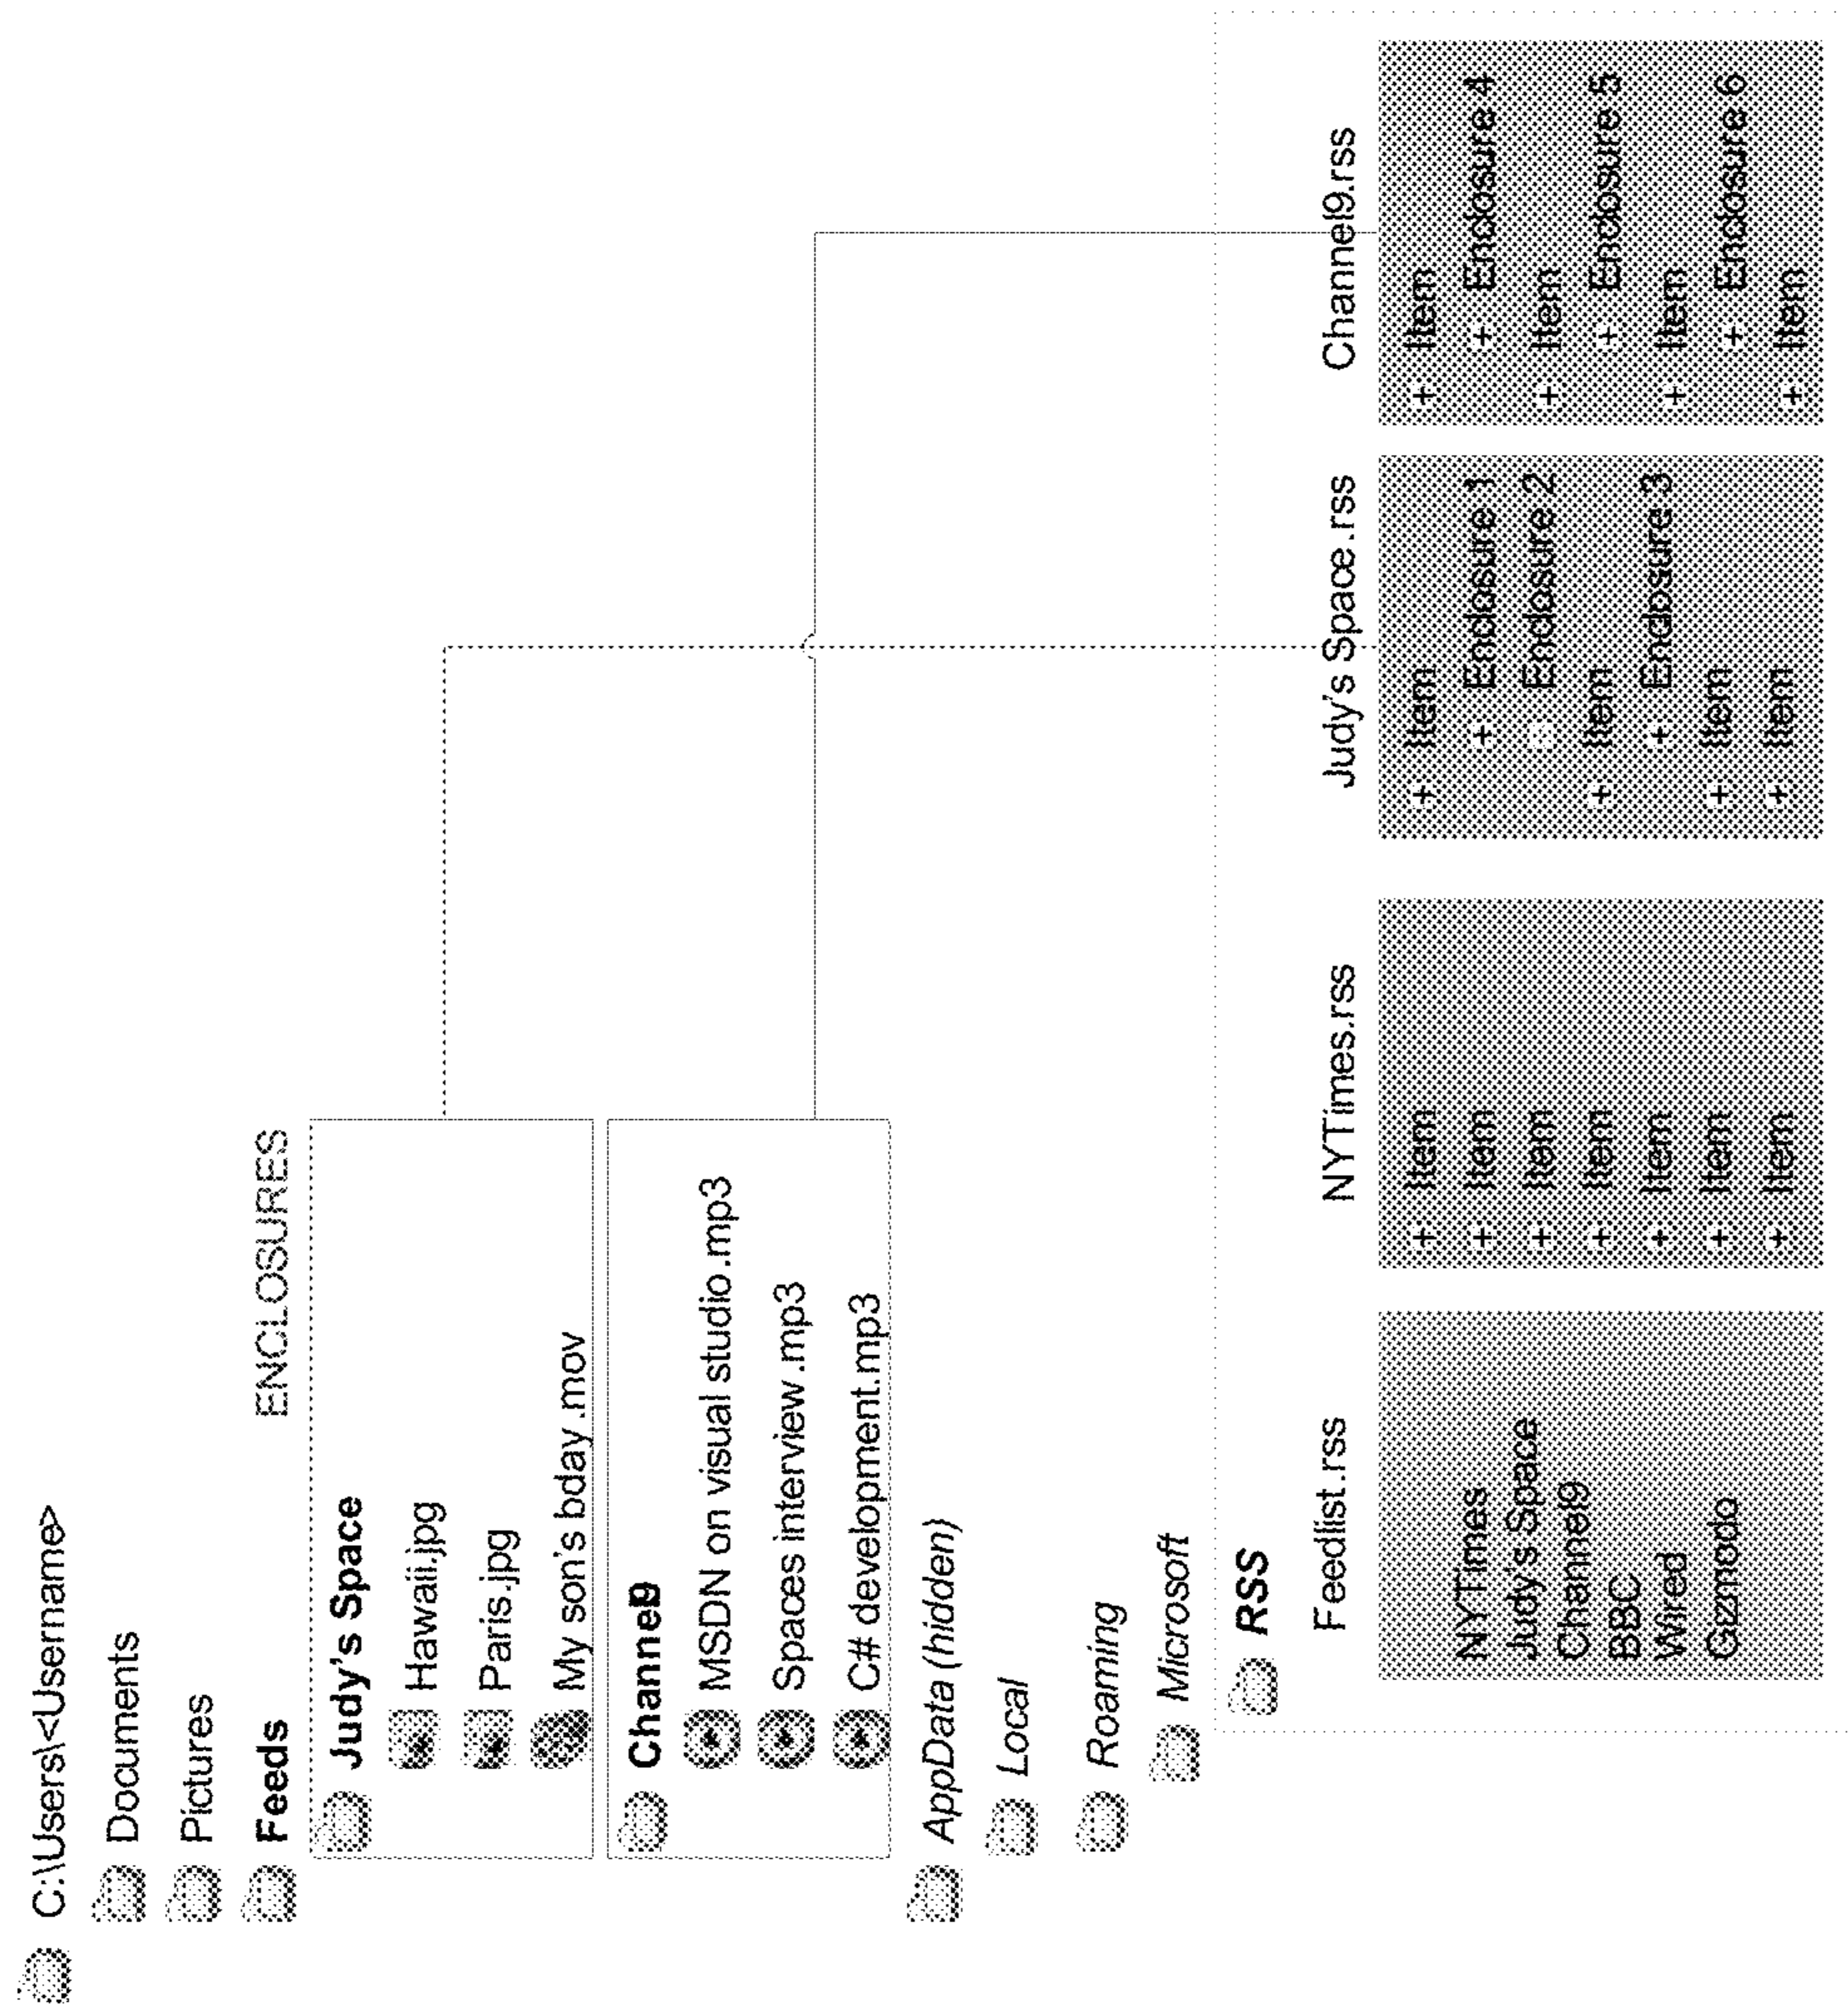 C:\Users\<Username>
Documents
Pictures
Feeds
ENCLOSURES
Judy's Space
Hawaii.jpg
Paris.jpg
My son's bday .mov
Channel9
MSDN on visual studio.mp3
Spaces interview .mp3
C# development.mp3
AppData (hidden)
Local
Roaming
Microsoft
RSS
Feedlist.rss
NYTimes
Judy's Space
Channel9
BBC
Wired
Gizmodo
NYTimes.rss
+ Item
+ Item
+ Item
+ Item
+ Item
+ Item
+ Item
Judy's Space.rss
+ Item
+ Enclosure 1
Enclosure 2
+ Item
+ Enclosure 3
+ Item
+ Item
Channel9.rss
+ Item
+ Enclosure 4
+ Item
+ Enclosure 5
+ Item
+ Enclosure 6
+ Item